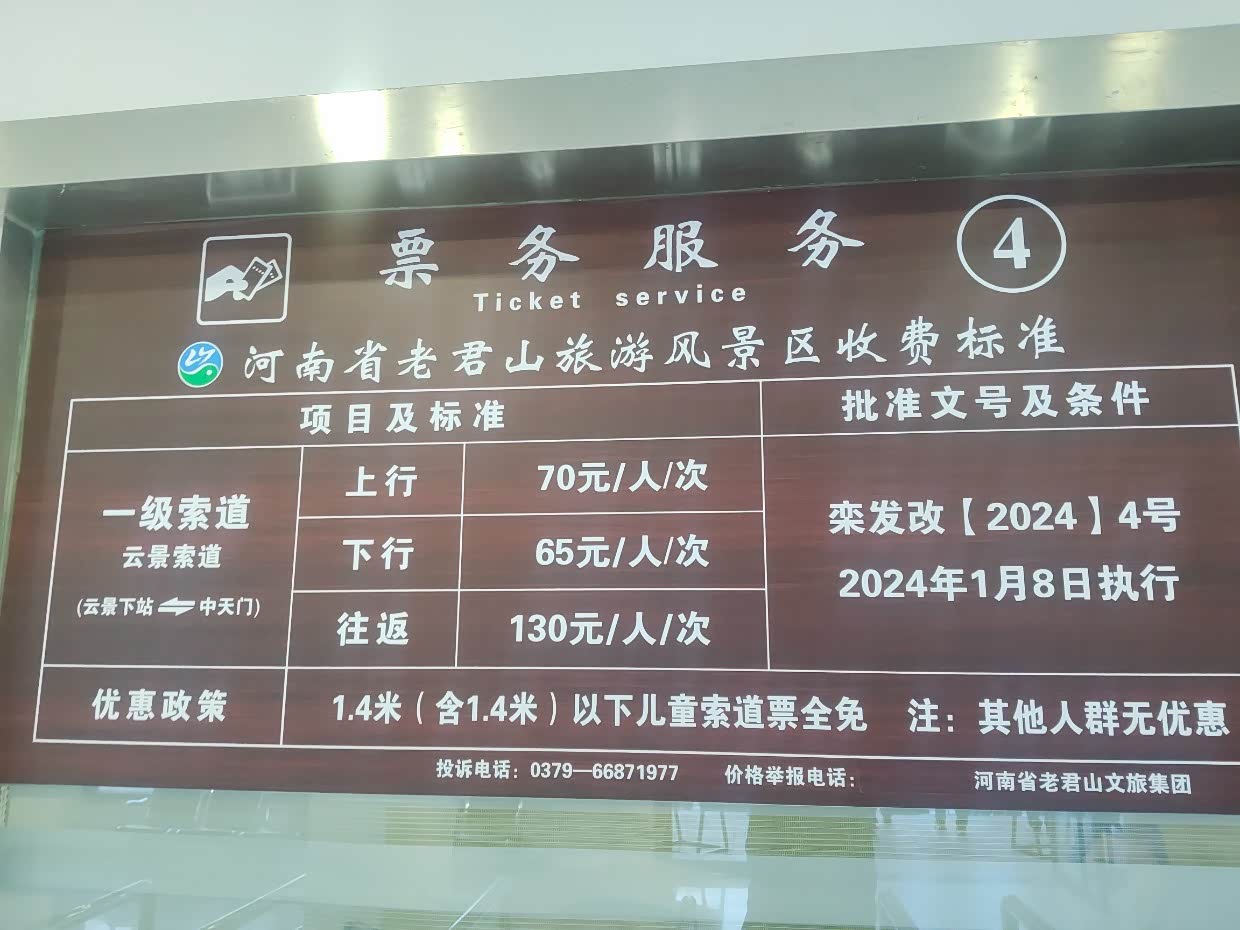 票务服务 4
Ticket service
河南省老君山旅游风景区收费标准
项目及标准 批准文号及条件
一级索道
云景索道
(云景下站⇌中天门)
上行 70元/人/次
下行 65元/人/次
往返 130元/人/次
栾发改【2024】4号
2024年1月8日执行
优惠政策 1.4米（含1.4米）以下儿童索道票全免 注：其他人群无优惠
投诉电话：0379—66871977 价格举报电话： 河南省老君山文旅集团